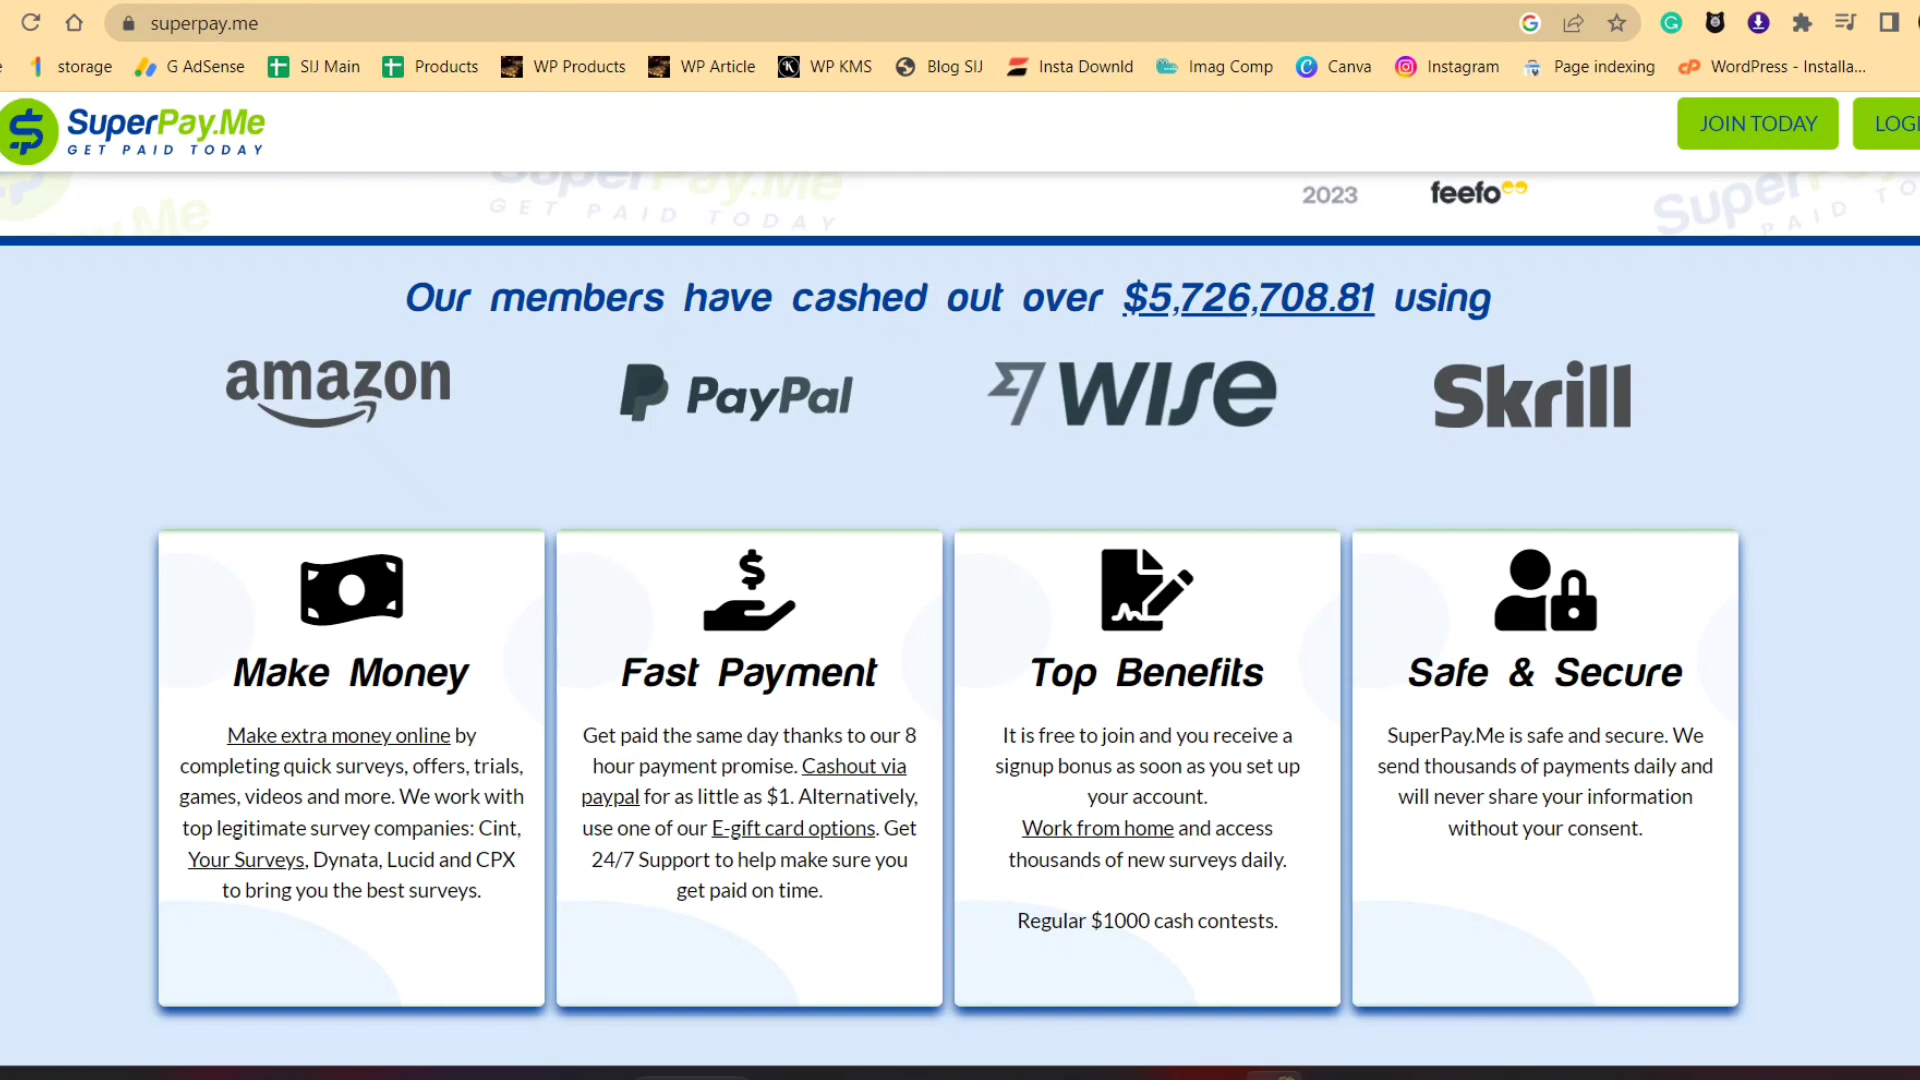 superpay.me
storage G AdSense SIJ Main Products WP Products WP Article WP KMS Blog SIJ Insta Downld Imag Comp Canva Instagram Page indexing WordPress - Installa...
SuperPay.Me
GET PAID TODAY
JOIN TODAY
LOGI
SuperPay.Me
GET PAID TODAY
2023
feefo
Our members have cashed out over $5,726,708.81 using
amazon
PayPal
WISE
Skrill
Make Money
Make extra money online by
completing quick surveys, offers, trials,
games, videos and more. We work with
top legitimate survey companies: Cint,
Your Surveys, Dynata, Lucid and CPX
to bring you the best surveys.
Fast Payment
Get paid the same day thanks to our 8
hour payment promise. Cashout via
paypal for as little as $1. Alternatively,
use one of our E-gift card options. Get
24/7 Support to help make sure you
get paid on time.
Top Benefits
It is free to join and you receive a
signup bonus as soon as you set up
your account.
Work from home and access
thousands of new surveys daily.
Regular $1000 cash contests.
Safe & Secure
SuperPay.Me is safe and secure. We
send thousands of payments daily and
will never share your information
without your consent.